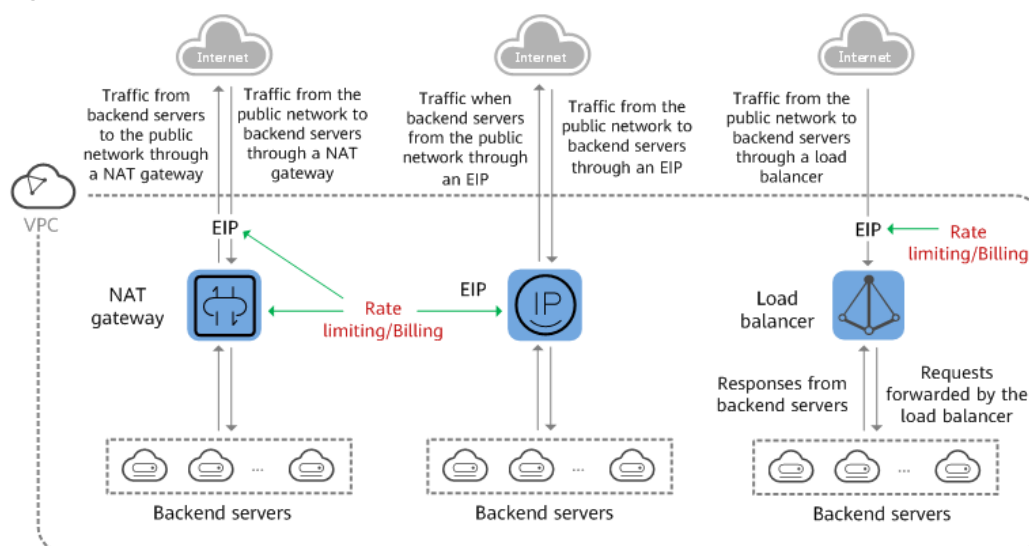 Internet
Internet
Internet
Traffic from
backend servers
to the public
network through
a NAT gateway
Traffic from the
public network to
backend servers
through a NAT
gateway
Traffic when
backend servers
from the public
network through
an EIP
Traffic from the
public network to
backend servers
through an EIP
Traffic from the
public network to
backend servers
through a load
balancer
VPC
EIP
EIP
Rate
limiting/Billing
NAT
gateway
Rate
limiting/Billing
EIP
IP
Load
balancer
Responses from
backend servers
Requests
forwarded by the
load balancer
...
...
...
Backend servers
Backend servers
Backend servers